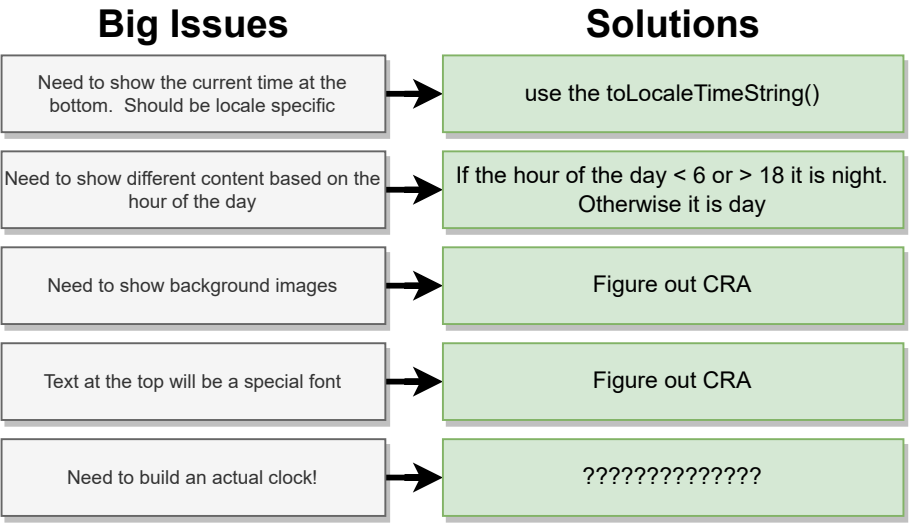 Big Issues
Solutions
Need to show the current time at the
bottom.  Should be locale specific
use the toLocaleTimeString()
Need to show different content based on the
hour of the day
If the hour of the day < 6 or > 18 it is night.
Otherwise it is day
Need to show background images
Figure out CRA
Text at the top will be a special font
Figure out CRA
Need to build an actual clock!
??????????????